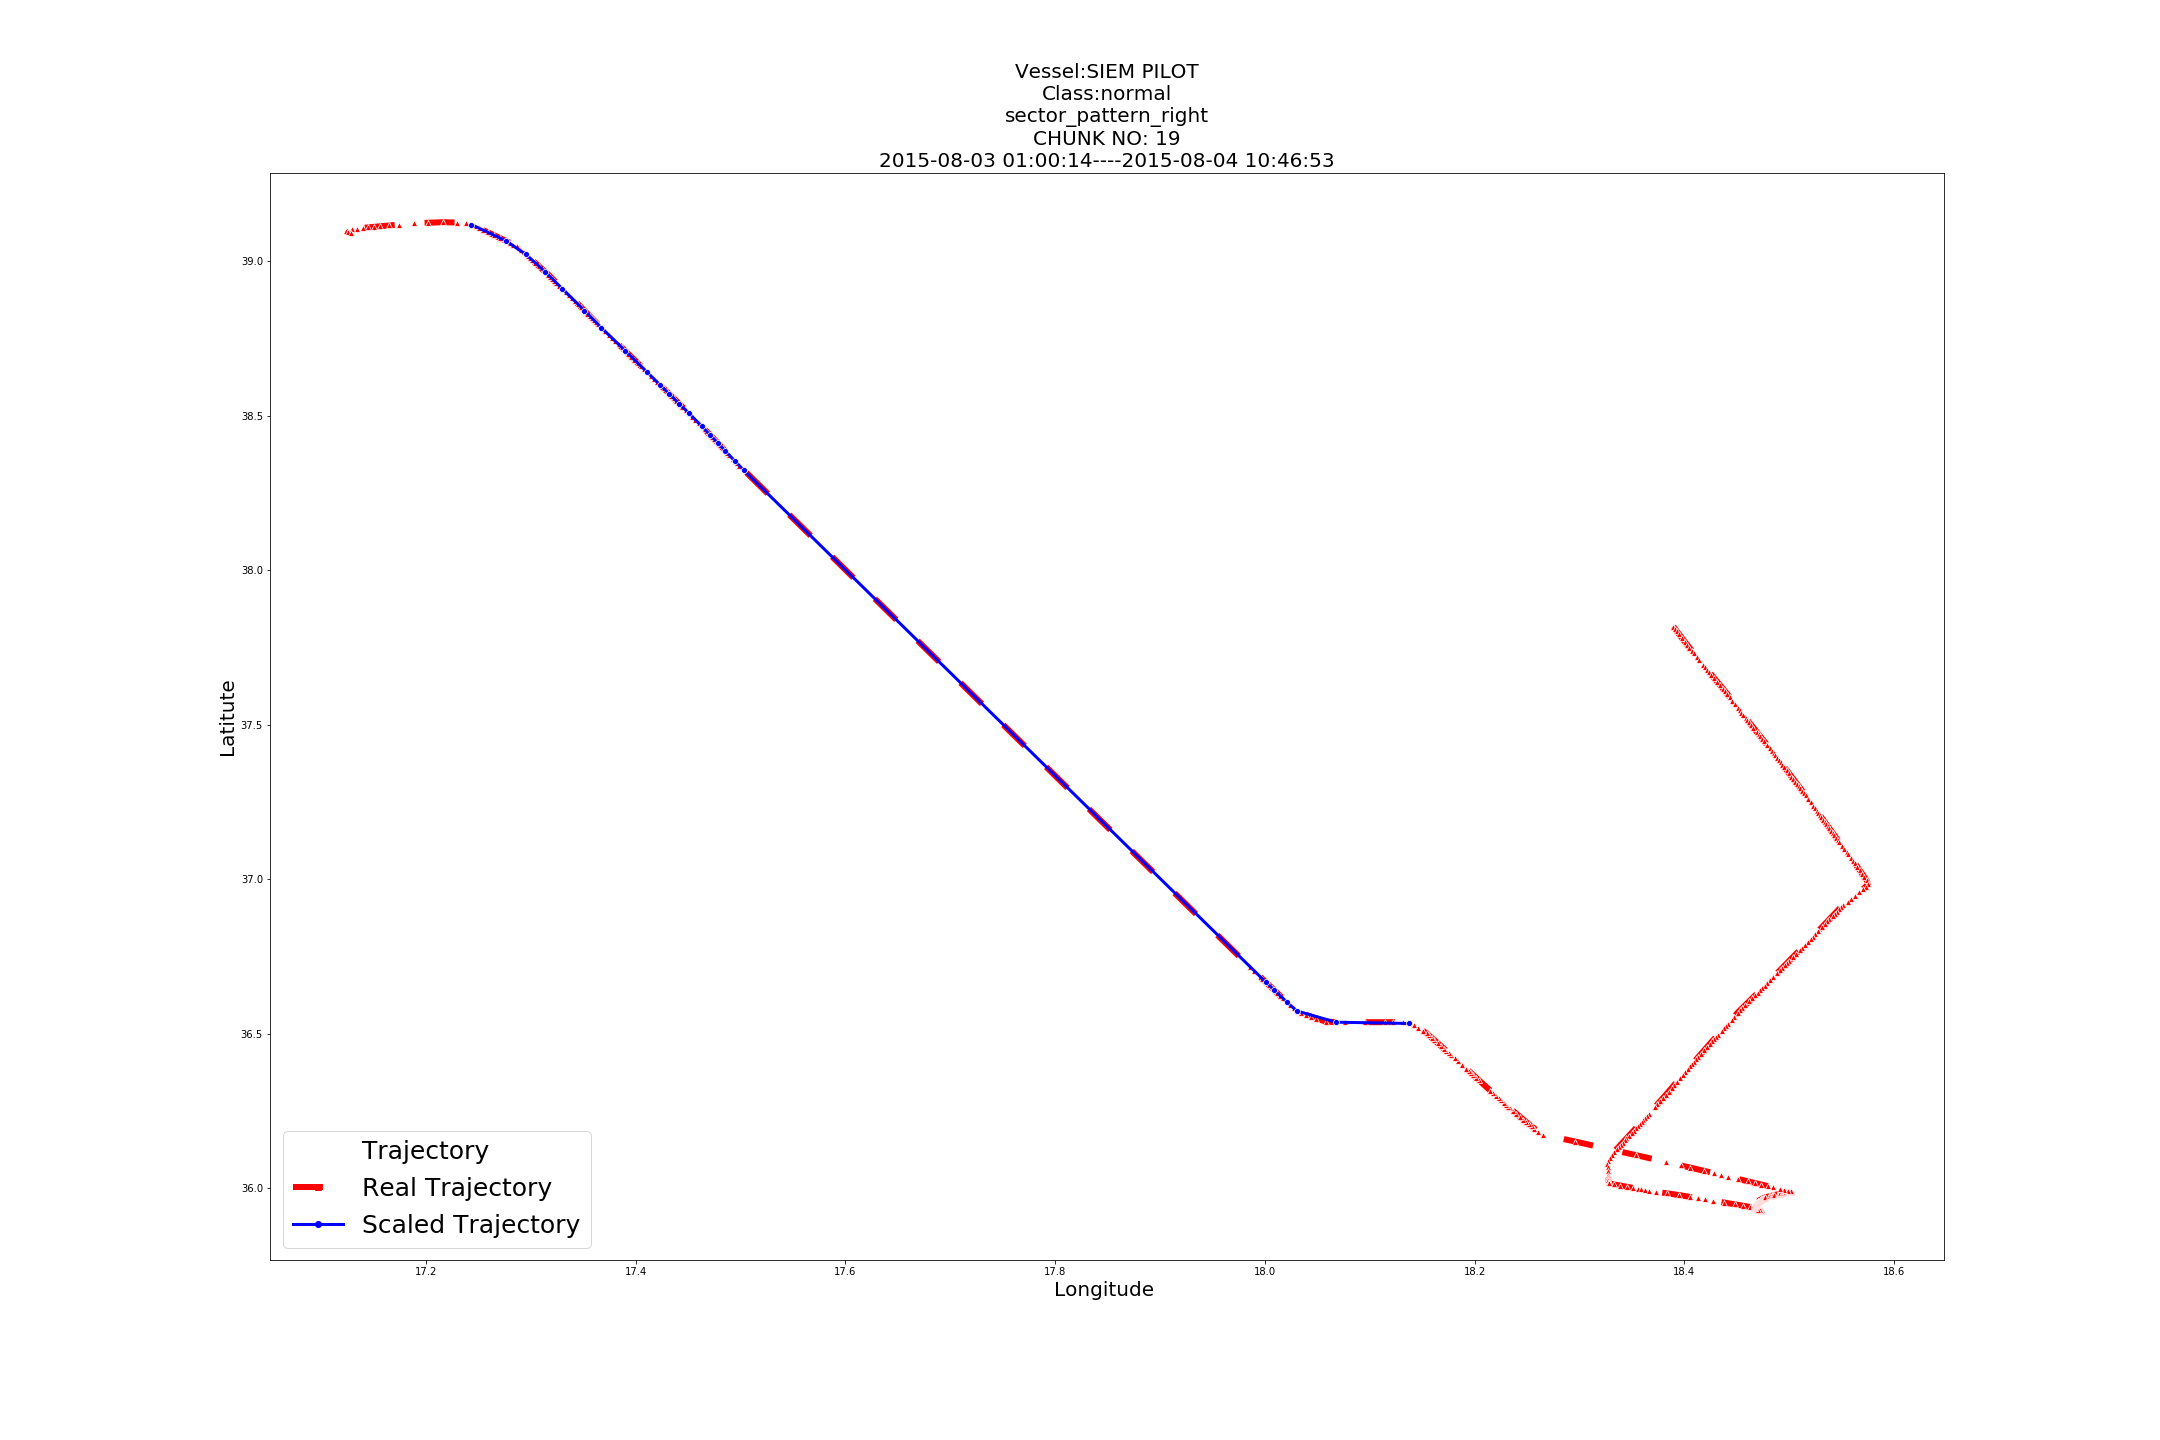 Vessel:SIEM PILOT
Class:normal
sector_pattern_right
CHUNK NO: 19
2015-08-03 01:00:14----2015-08-04 10:46:53
39.0
38.5
38.0
37.5
37.0
36.5
36.0
Latitute
Trajectory
Real Trajectory
Scaled Trajectory
17.2 17.4 17.6 17.8 18.0 18.2 18.4 18.6
Longitude